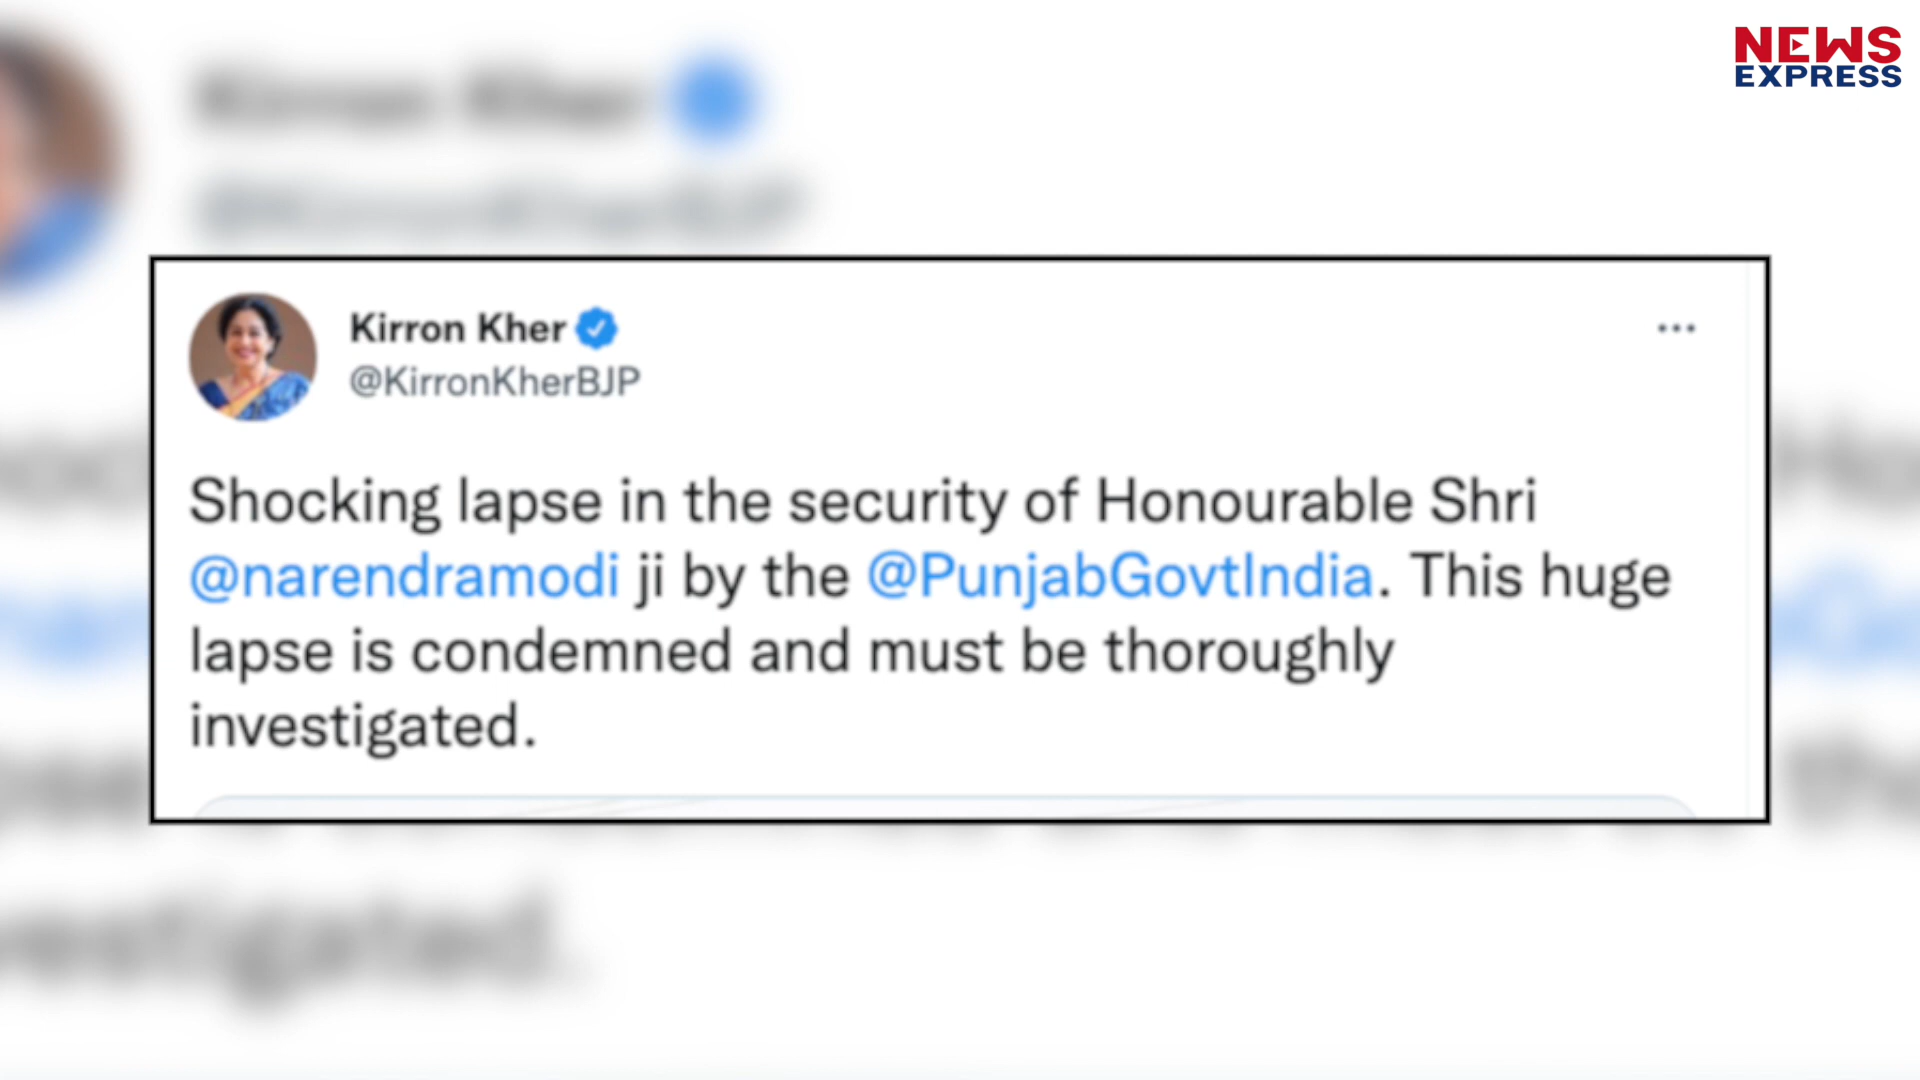 NEWS
EXPRESS
Kirron Kher
@KirronKherBJP
Shocking lapse in the security of Honourable Shri
@narendramodi ji by the @PunjabGovtIndia. This huge
lapse is condemned and must be thoroughly
investigated.